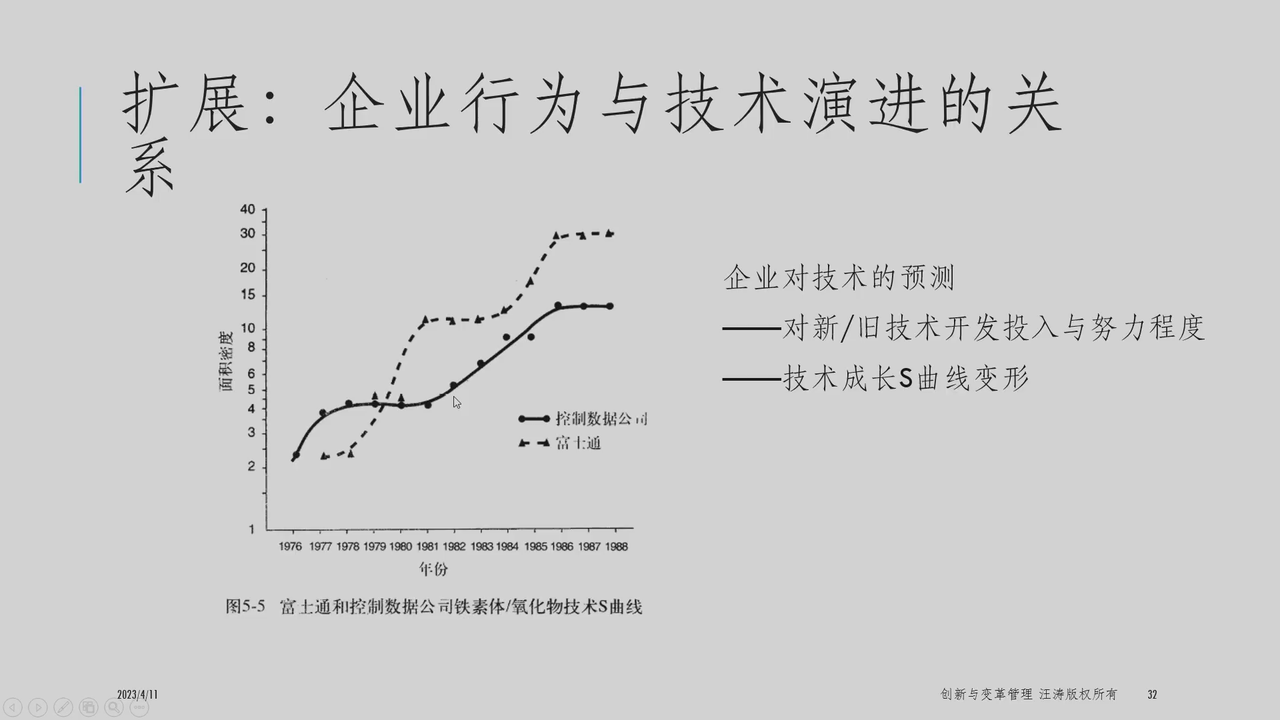 扩展：企业行为与技术演进的关
系
40
30
20
15
10
8
6
5
4
3
2
1
面积密度
控制数据公司
富士通
1976 1977 1978 1979 1980 1981 1982 1983 1984 1985 1986 1987 1988
年份
图5-5 富士通和控制数据公司铁素体/氧化物技术S曲线
企业对技术的预测
——对新/旧技术开发投入与努力程度
——技术成长S曲线变形
2023/4/11
创新与变革管理 汪涛版权所有
32